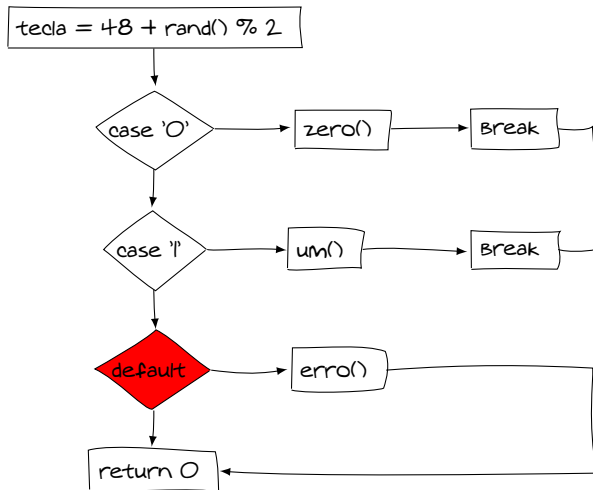 tecla = 48 + rand() % 2
case '0'
zero()
Break
case '1'
um()
Break
default
erro()
return 0